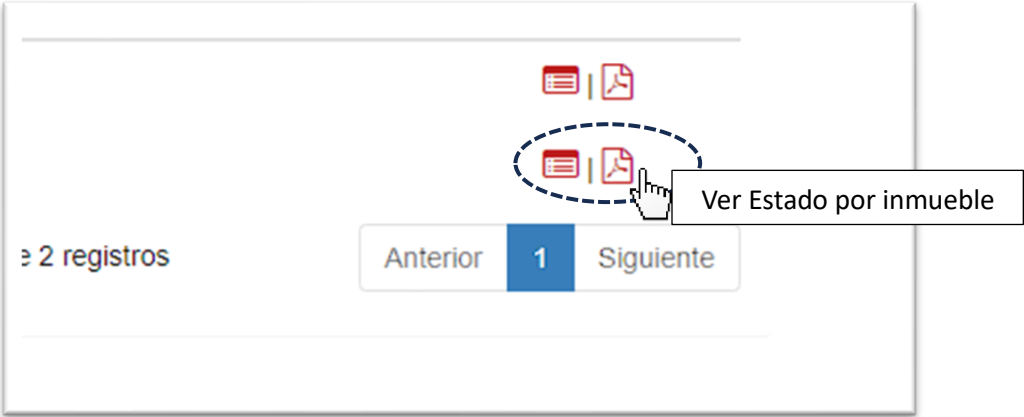 |
|
Ver Estado por inmueble
2 registros
Anterior 1 Siguiente